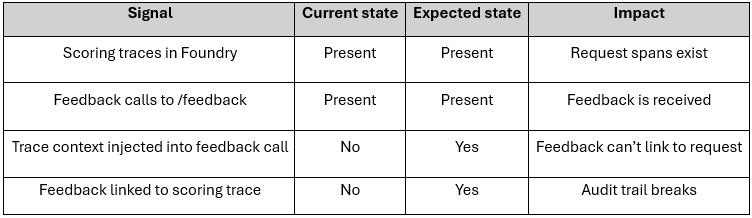 Signal Current state Expected state Impact
Scoring traces in Foundry Present Present Request spans exist
Feedback calls to /feedback Present Present Feedback is received
Trace context injected into feedback call No Yes Feedback can’t link to request
Feedback linked to scoring trace No Yes Audit trail breaks